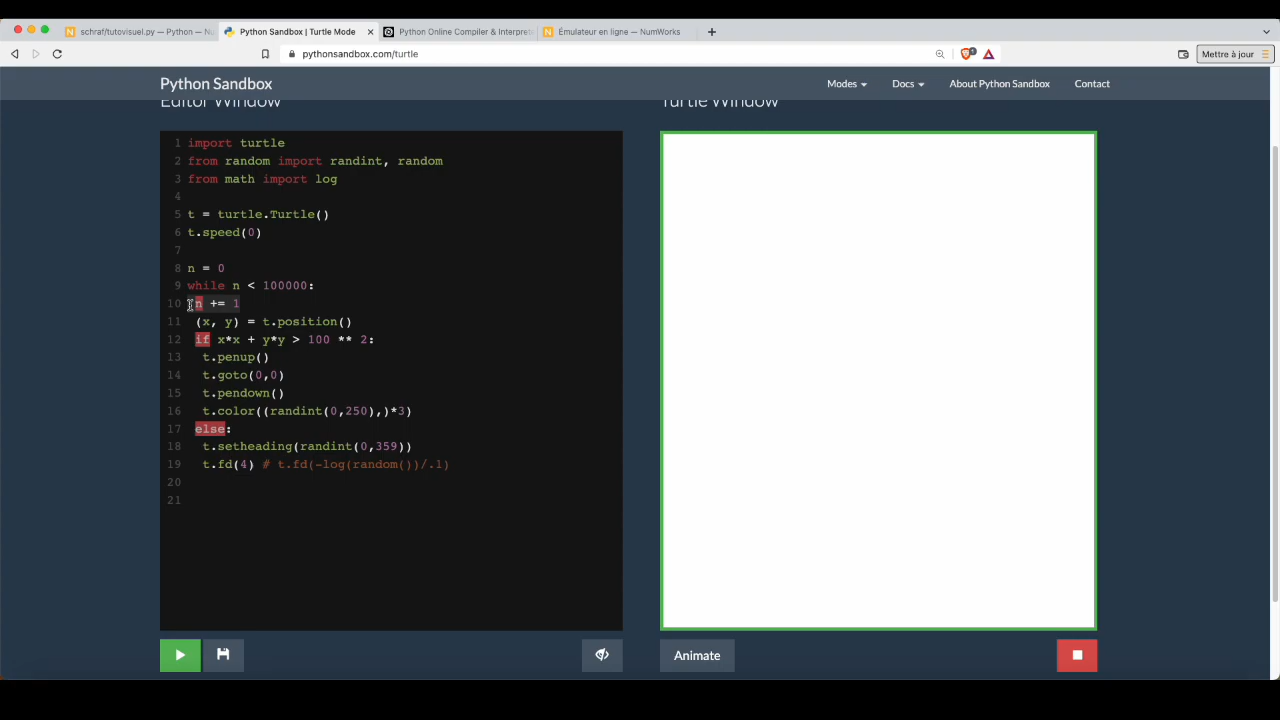 schraf/tutovisuel.py — Python — Nu
Python Sandbox | Turtle Mode
Python Online Compiler & Interpret
Émulateur en ligne — NumWorks
pythonsandbox.com/turtle
Mettre à jour
Python Sandbox
Modes
Docs
About Python Sandbox
Contact
Editor Window
Turtle Window
1 import turtle
2 from random import randint, random
3 from math import log
4
5 t = turtle.Turtle()
6 t.speed(0)
7
8 n = 0
9 while n < 100000:
10 n += 1
11 (x, y) = t.position()
12 if x*x + y*y > 100 ** 2:
13 t.penup()
14 t.goto(0,0)
15 t.pendown()
16 t.color((randint(0,250),)*3)
17 else:
18 t.setheading(randint(0,359))
19 t.fd(4) # t.fd(-log(random())/.1)
20
21
Animate